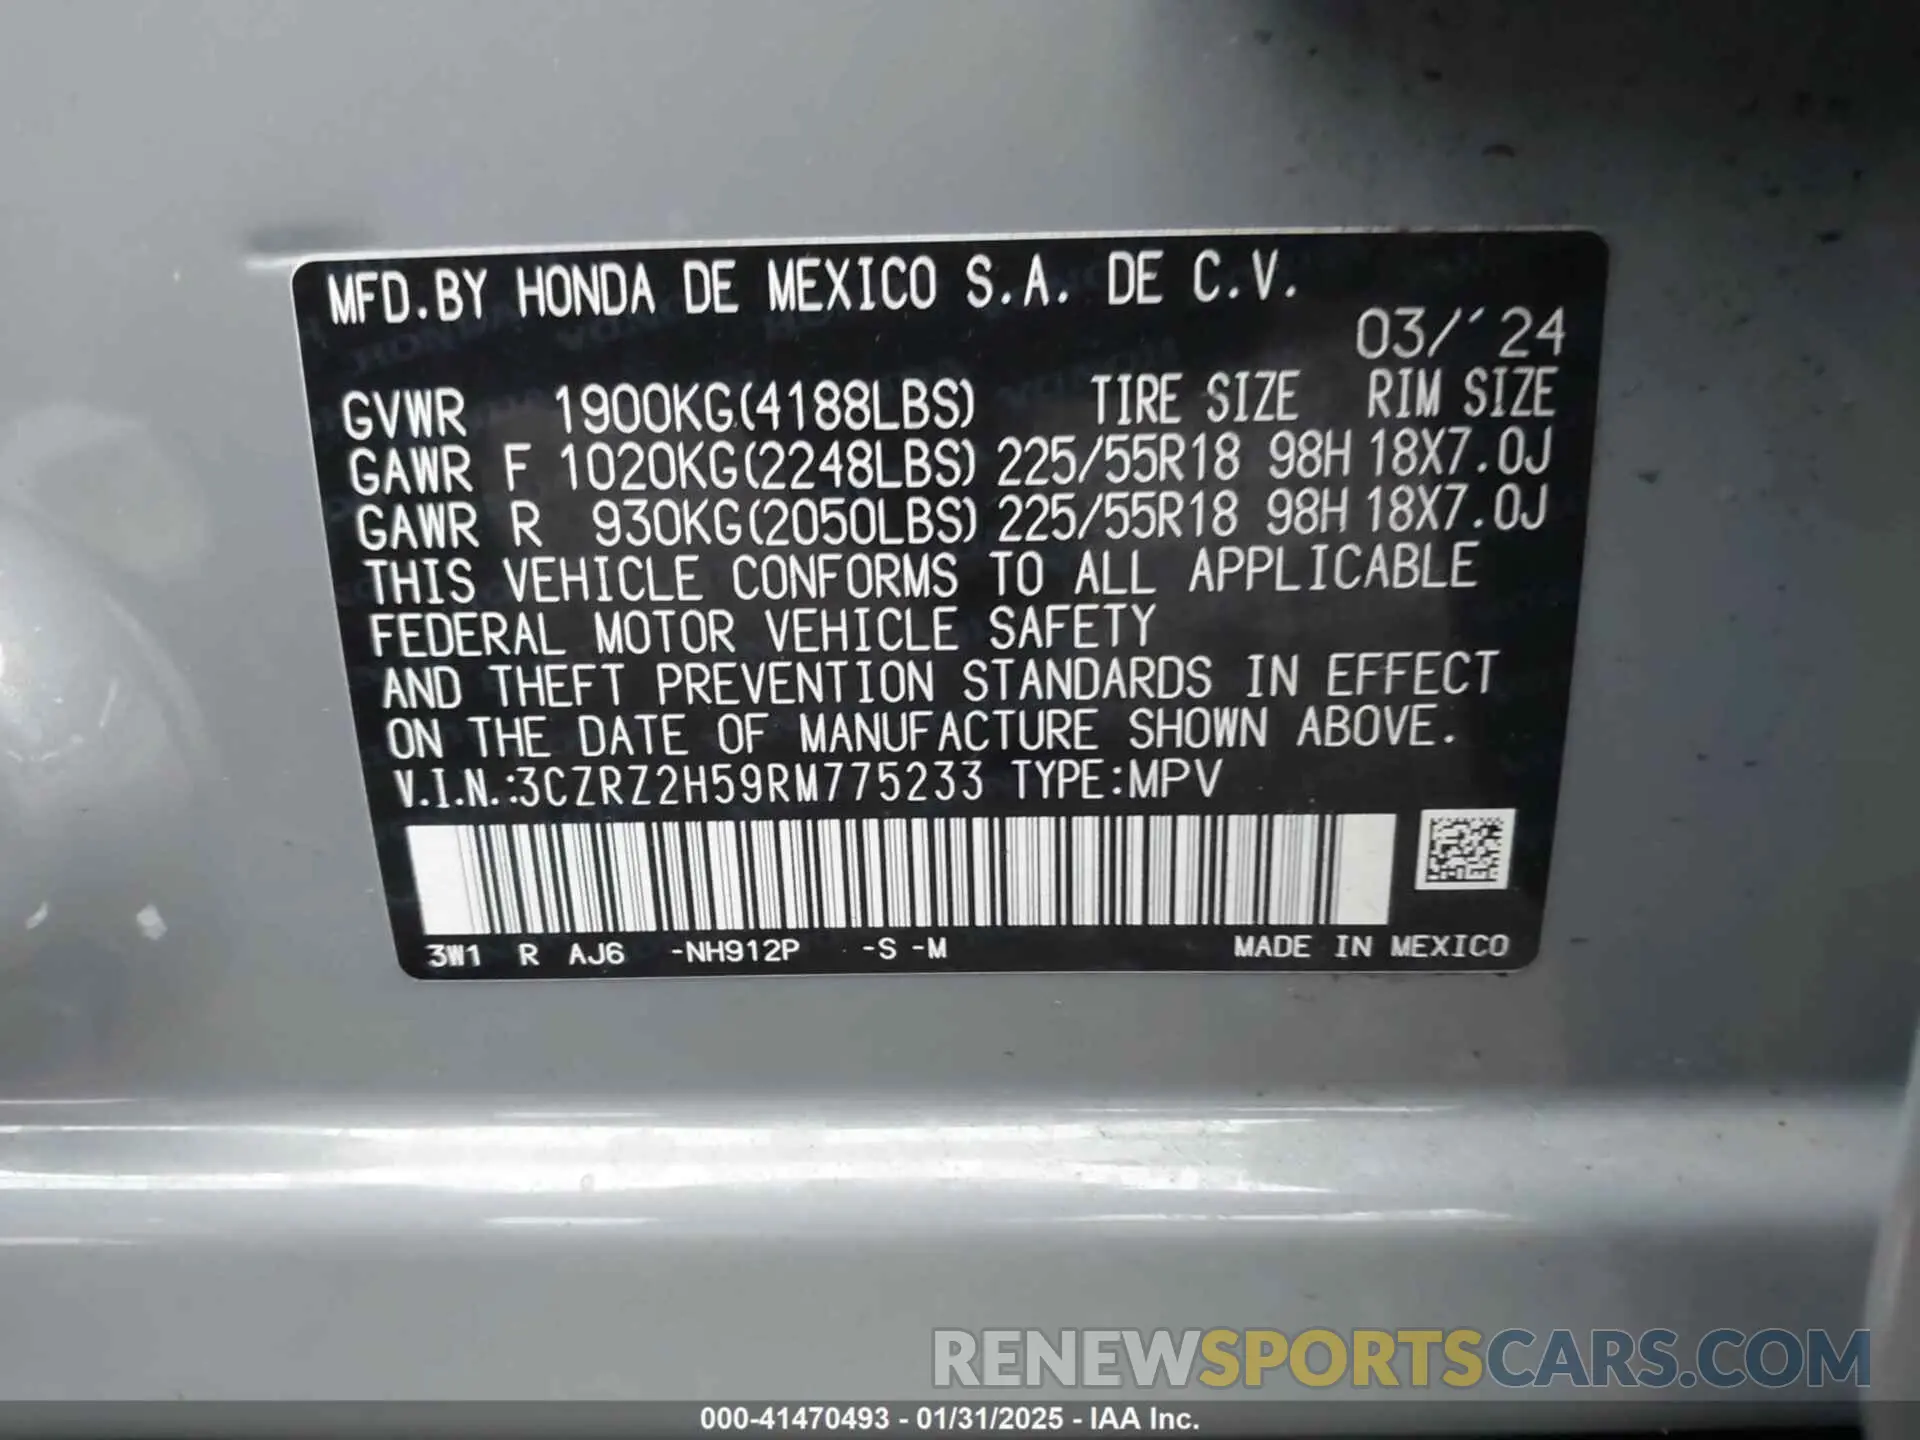 MFD.BY HONDA DE MEXICO S.A. DE C.V.
03/´24
GVWR 1900KG(4188LBS) TIRE SIZE RIM SIZE
GAWR F 1020KG(2248LBS) 225/55R18 98H 18X7.0J
GAWR R 930KG(2050LBS) 225/55R18 98H 18X7.0J
THIS VEHICLE CONFORMS TO ALL APPLICABLE
FEDERAL MOTOR VEHICLE SAFETY
AND THEFT PREVENTION STANDARDS IN EFFECT
ON THE DATE OF MANUFACTURE SHOWN ABOVE.
V.I.N.:3CZRZ2H59RM775233 TYPE:MPV
3W1 R AJ6 -NH912P -S -M MADE IN MEXICO
RENEWSPORTSCARS.COM
000-41470493 - 01/31/2025 - IAA Inc.